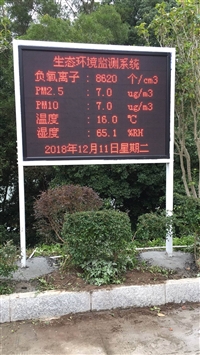 生态环境监测系统
负氧离子 : 8620 个/cm3
PM2.5 : 7.0 ug/m3
PM10 : 7.0 ug/m3
温度 : 16.0 ℃
湿度 : 65.1 %RH
2018年12月11日星期二